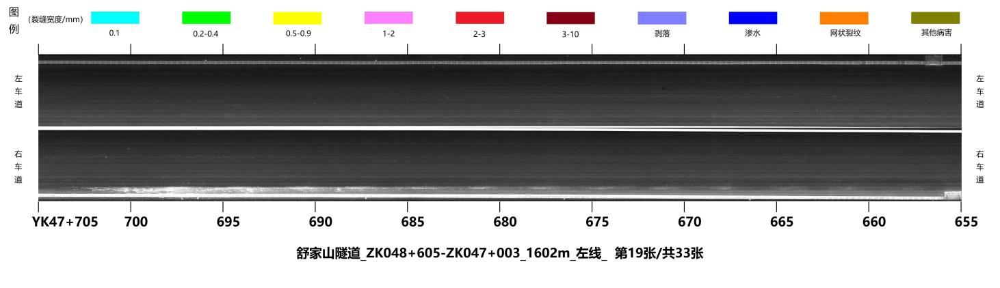 图例
(裂缝宽度/mm)
0.1 0.2-0.4 0.5-0.9 1-2 2-3 3-10 剥落 渗水 网状裂纹 其他病害
左车道 左车道
右车道 右车道
YK47+705 700 695 690 685 680 675 670 665 660 655
舒家山隧道_ZK048+605-ZK047+003_1602m_左线_ 第19张/共33张